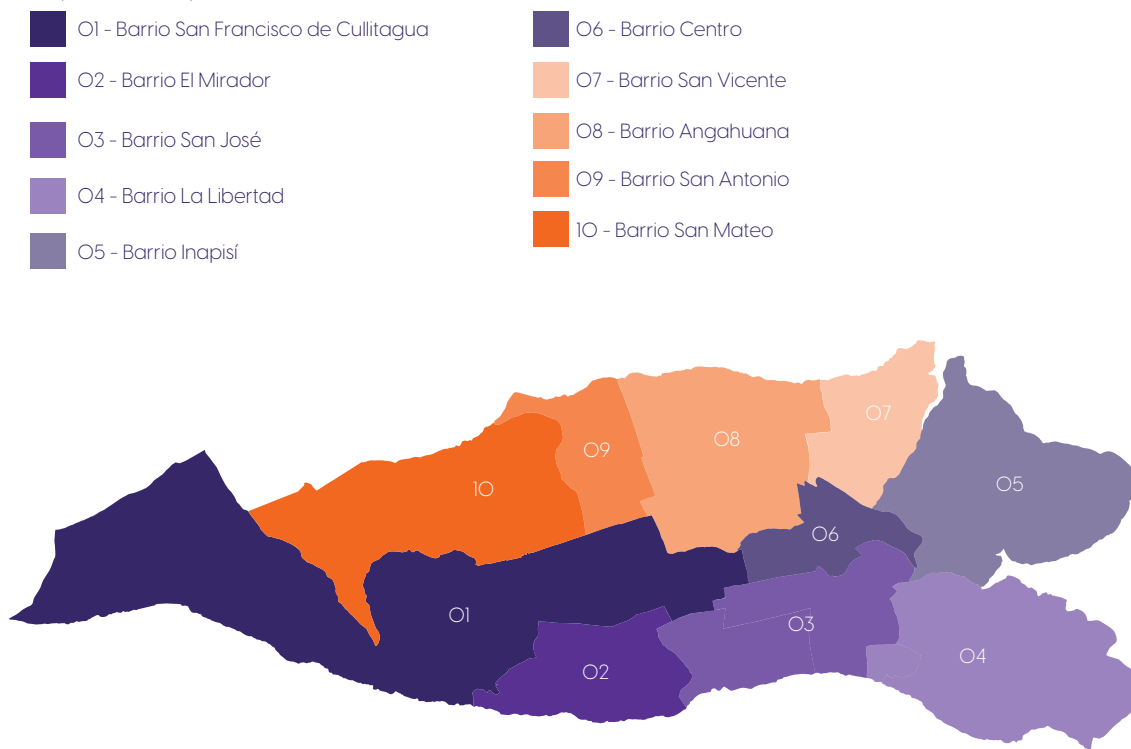 01 - Barrio San Francisco de Cullitagua
02 - Barrio El Mirador
03 - Barrio San José
04 - Barrio La Libertad
05 - Barrio Inapisí
06 - Barrio Centro
07 - Barrio San Vicente
08 - Barrio Angahuana
09 - Barrio San Antonio
10 - Barrio San Mateo
07
08
09
05
10
06
01
03
04
02